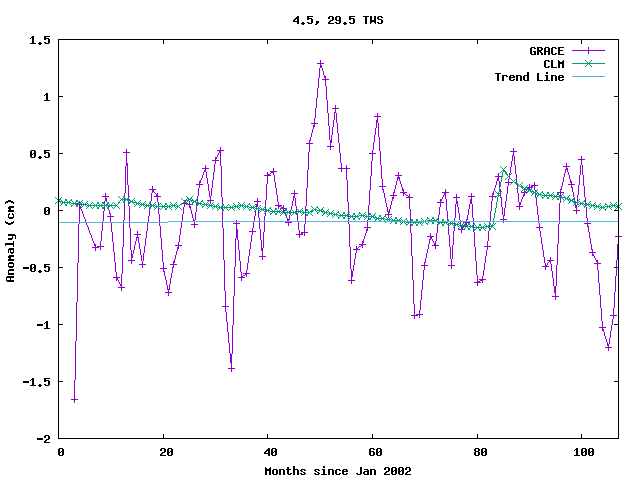 4.5, 29.5 TWS
GRACE
CLM
Trend Line
1.5
1
0.5
0
-0.5
-1
-1.5
-2
Anomaly (cm)
0 20 40 60 80 100
Months since Jan 2002